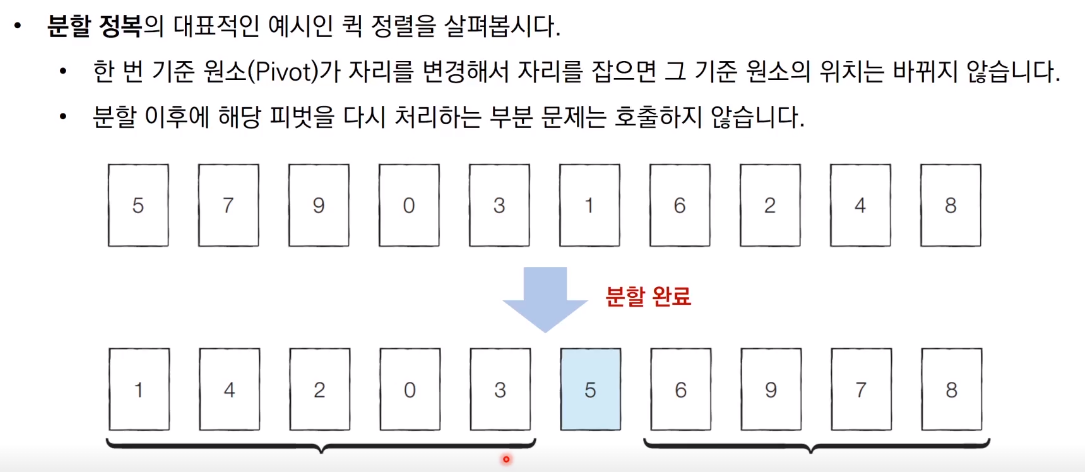 • 분할 정복의 대표적인 예시인 퀵 정렬을 살펴봅시다.
• 한 번 기준 원소(Pivot)가 자리를 변경해서 자리를 잡으면 그 기준 원소의 위치는 바뀌지 않습니다.
• 분할 이후에 해당 피벗을 다시 처리하는 부분 문제는 호출하지 않습니다.
5 7 9 0 3 1 6 2 4 8
분할 완료
1 4 2 0 3 5 6 9 7 8